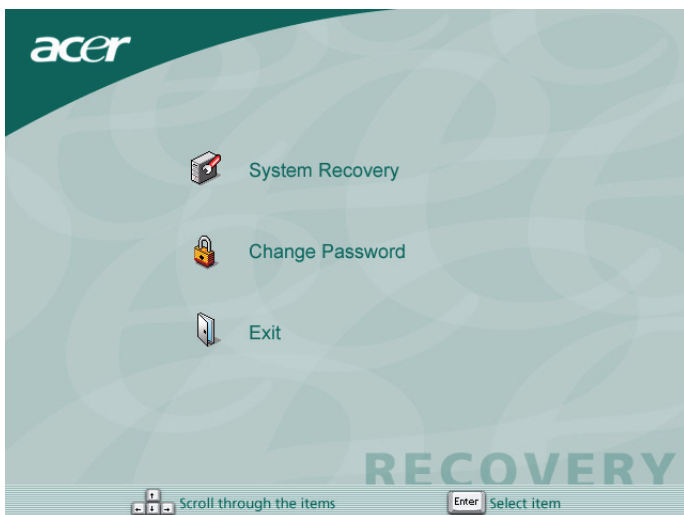 acer
System Recovery
Change Password
Exit
RECOVERY
Scroll through the items
Enter Select item